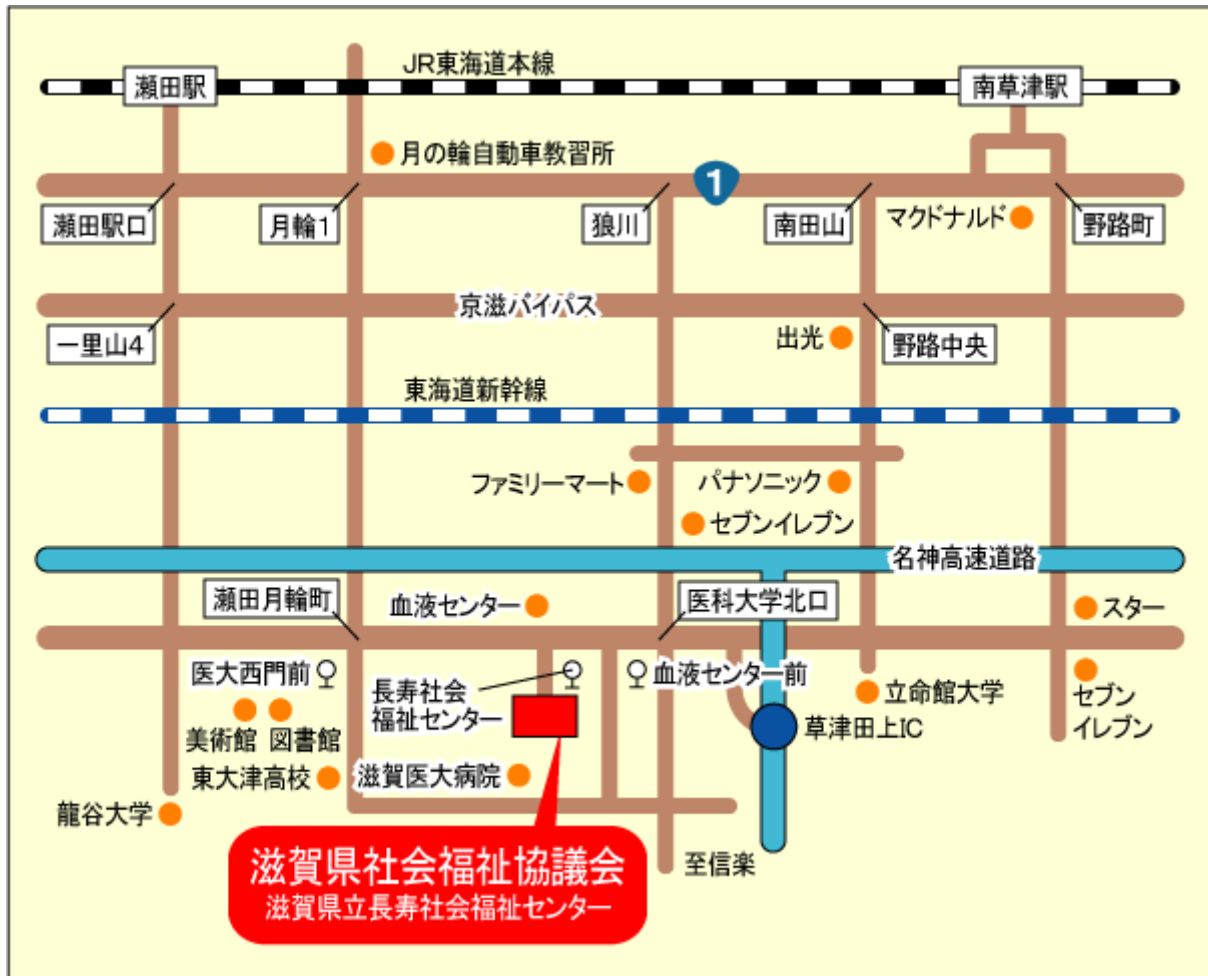 JR東海道本線
瀬田駅
南草津駅
月の輪自動車教習所
1
瀬田駅口
月輪1
狼川
南田山
マクドナルド
野路町
京滋バイパス
一里山4
出光
野路中央
東海道新幹線
ファミリーマート
パナソニック
セブンイレブン
名神高速道路
瀬田月輪町
血液センター
医科大学北口
スター
医大西門前
長寿社会
福祉センター
血液センター前
立命館大学
セブン
イレブン
美術館
図書館
草津田上IC
東大津高校
滋賀医大病院
龍谷大学
至信楽
滋賀県社会福祉協議会
滋賀県立長寿社会福祉センター